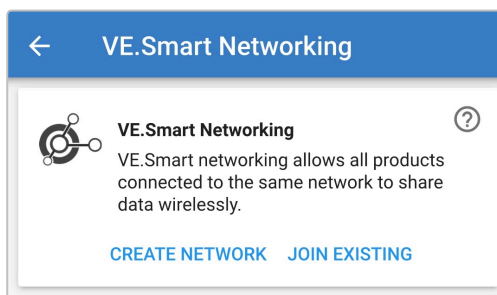 VE.Smart Networking
VE.Smart Networking
VE.Smart networking allows all products
connected to the same network to share
data wirelessly.
CREATE NETWORK JOIN EXISTING